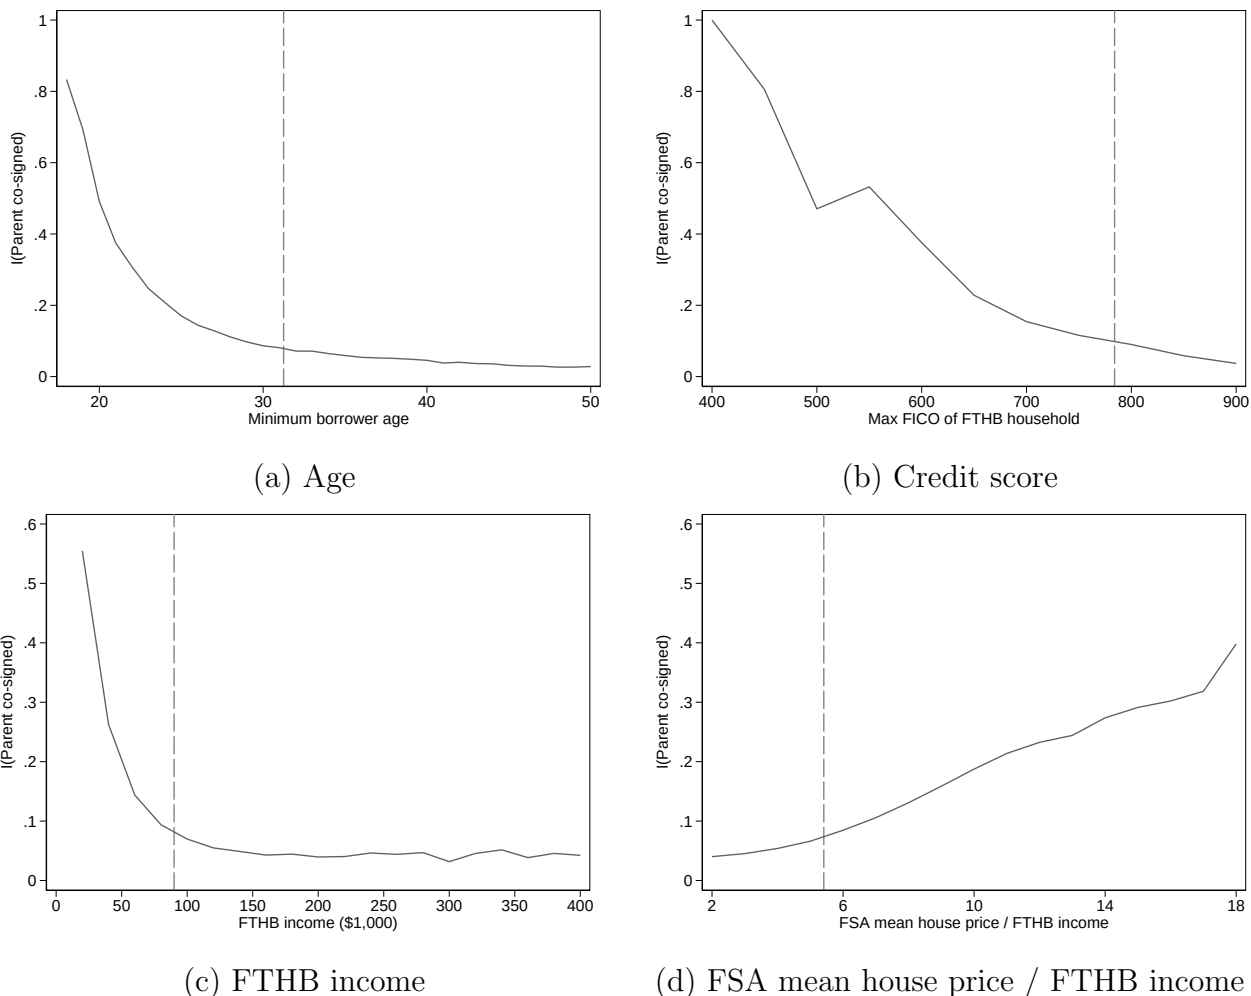 1
.8
.6
.4
.2
0
I(Parent co-signed)
20 30 40 50
Minimum borrower age
(a) Age
1
.8
.6
.4
.2
0
I(Parent co-signed)
400 500 600 700 800 900
Max FICO of FTHB household
(b) Credit score
.6
.5
.4
.3
.2
.1
0
I(Parent co-signed)
0 50 100 150 200 250 300 350 400
FTHB income ($1,000)
(c) FTHB income
.6
.5
.4
.3
.2
.1
0
I(Parent co-signed)
2 6 10 14 18
FSA mean house price / FTHB income
(d) FSA mean house price / FTHB income